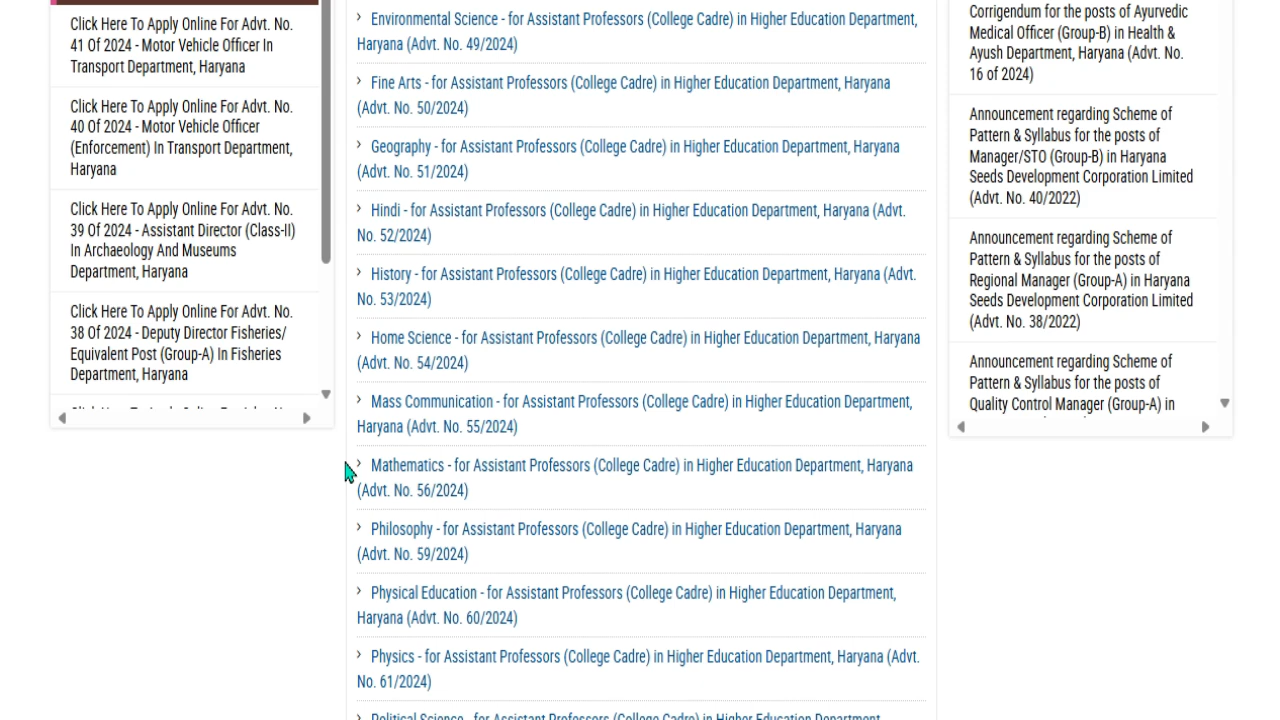 Click Here To Apply Online For Advt. No.
41 Of 2024 - Motor Vehicle Officer In
Transport Department, Haryana
Click Here To Apply Online For Advt. No.
40 Of 2024 - Motor Vehicle Officer
(Enforcement) In Transport Department,
Haryana
Click Here To Apply Online For Advt. No.
39 Of 2024 - Assistant Director (Class-II)
In Archaeology And Museums
Department, Haryana
Click Here To Apply Online For Advt. No.
38 Of 2024 - Deputy Director Fisheries/
Equivalent Post (Group-A) In Fisheries
Department, Haryana
Environmental Science - for Assistant Professors (College Cadre) in Higher Education Department,
Haryana (Advt. No. 49/2024)
Fine Arts - for Assistant Professors (College Cadre) in Higher Education Department, Haryana
(Advt. No. 50/2024)
Geography - for Assistant Professors (College Cadre) in Higher Education Department, Haryana
(Advt. No. 51/2024)
Hindi - for Assistant Professors (College Cadre) in Higher Education Department, Haryana (Advt.
No. 52/2024)
History - for Assistant Professors (College Cadre) in Higher Education Department, Haryana (Advt.
No. 53/2024)
Home Science - for Assistant Professors (College Cadre) in Higher Education Department, Haryana
(Advt. No. 54/2024)
Mass Communication - for Assistant Professors (College Cadre) in Higher Education Department,
Haryana (Advt. No. 55/2024)
Mathematics - for Assistant Professors (College Cadre) in Higher Education Department, Haryana
(Advt. No. 56/2024)
Philosophy - for Assistant Professors (College Cadre) in Higher Education Department, Haryana
(Advt. No. 59/2024)
Physical Education - for Assistant Professors (College Cadre) in Higher Education Department,
Haryana (Advt. No. 60/2024)
Physics - for Assistant Professors (College Cadre) in Higher Education Department, Haryana (Advt.
No. 61/2024)
Political Science - for Assistant Professors (College Cadre) in Higher Education Department,
Corrigendum for the posts of Ayurvedic
Medical Officer (Group-B) in Health &
Ayush Department, Haryana (Advt. No.
16 of 2024)
Announcement regarding Scheme of
Pattern & Syllabus for the posts of
Manager/STO (Group-B) in Haryana
Seeds Development Corporation Limited
(Advt. No. 40/2022)
Announcement regarding Scheme of
Pattern & Syllabus for the posts of
Regional Manager (Group-A) in Haryana
Seeds Development Corporation Limited
(Advt. No. 38/2022)
Announcement regarding Scheme of
Pattern & Syllabus for the posts of
Quality Control Manager (Group-A) in